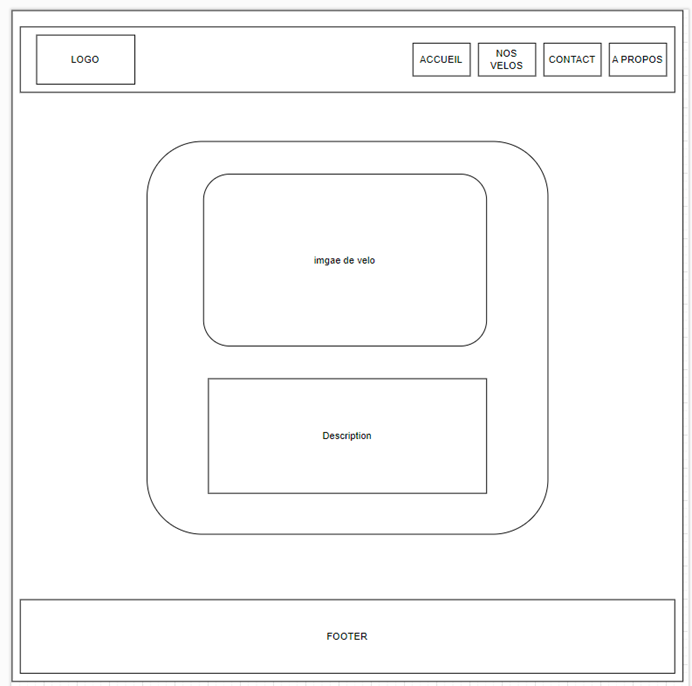 LOGO
ACCUEIL
NOS
VELOS
CONTACT
A PROPOS
imgae de velo
Description
FOOTER